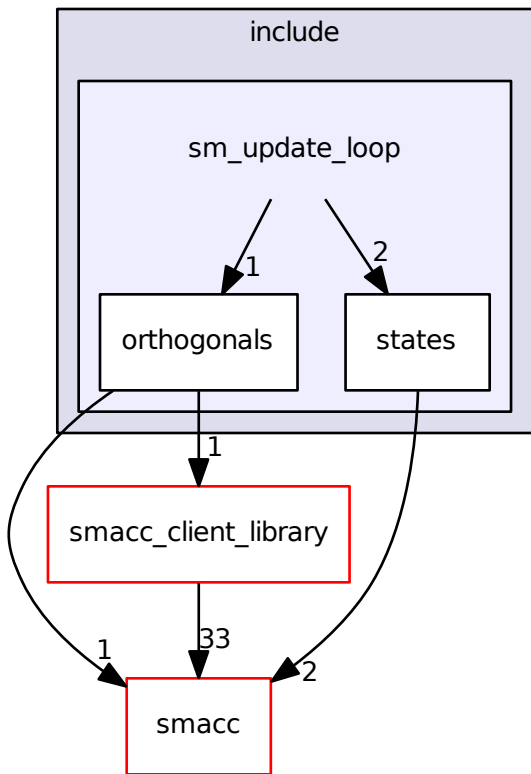 include
sm_update_loop
1
2
orthogonals
states
1
smacc_client_library
1
33
2
smacc